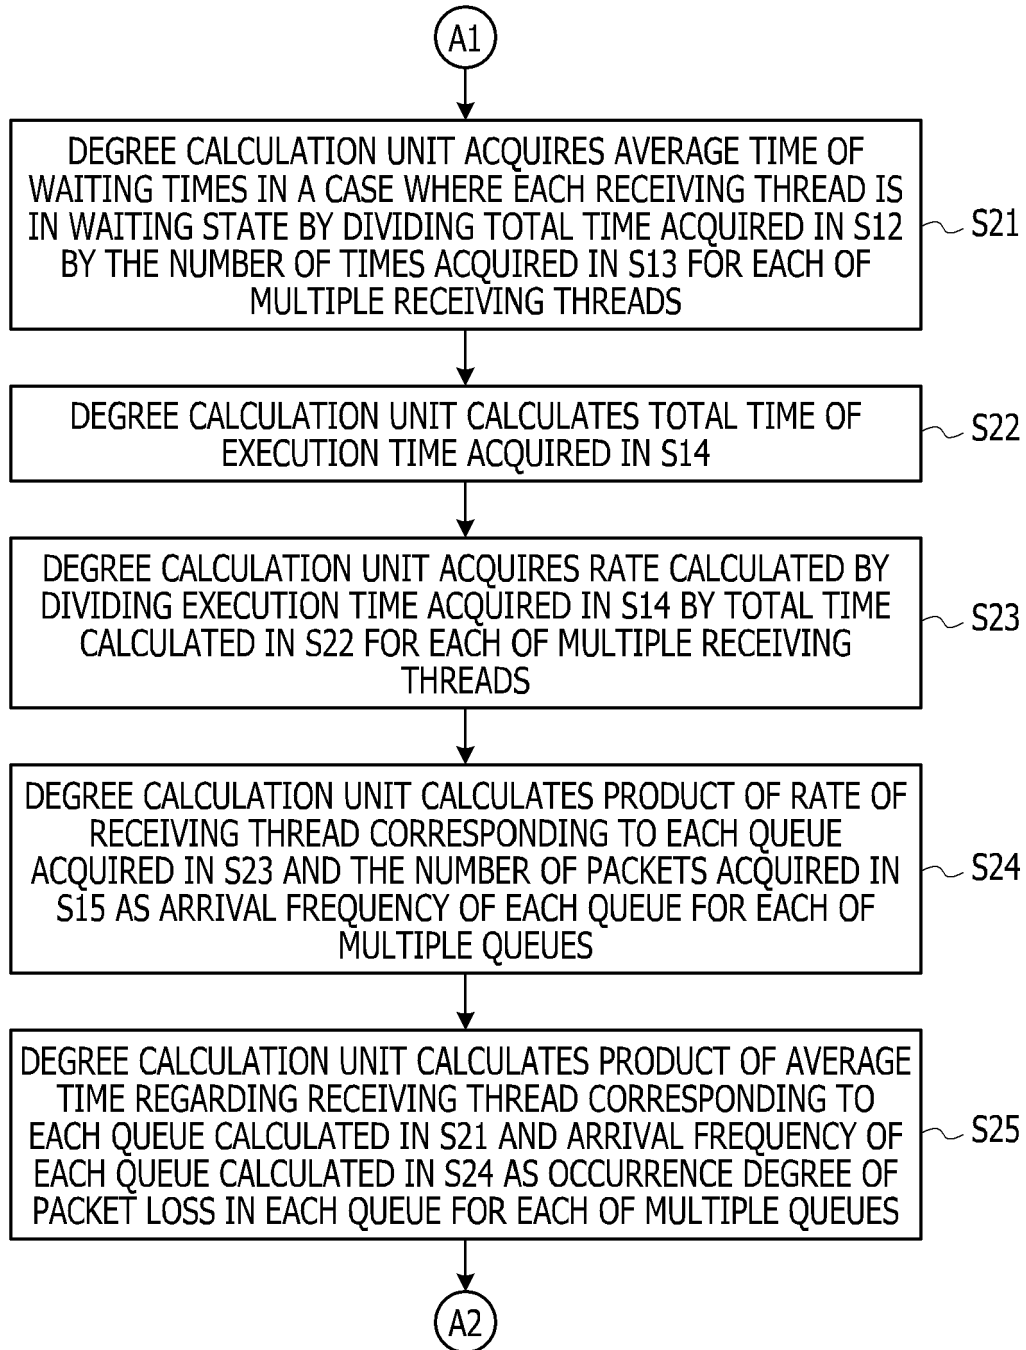 A1
DEGREE CALCULATION UNIT ACQUIRES AVERAGE TIME OF
WAITING TIMES IN A CASE WHERE EACH RECEIVING THREAD IS
IN WAITING STATE BY DIVIDING TOTAL TIME ACQUIRED IN S12
BY THE NUMBER OF TIMES ACQUIRED IN S13 FOR EACH OF
MULTIPLE RECEIVING THREADS
S21
DEGREE CALCULATION UNIT CALCULATES TOTAL TIME OF
EXECUTION TIME ACQUIRED IN S14
S22
DEGREE CALCULATION UNIT ACQUIRES RATE CALCULATED BY
DIVIDING EXECUTION TIME ACQUIRED IN S14 BY TOTAL TIME
CALCULATED IN S22 FOR EACH OF MULTIPLE RECEIVING
THREADS
S23
DEGREE CALCULATION UNIT CALCULATES PRODUCT OF RATE OF
RECEIVING THREAD CORRESPONDING TO EACH QUEUE
ACQUIRED IN S23 AND THE NUMBER OF PACKETS ACQUIRED IN
S15 AS ARRIVAL FREQUENCY OF EACH QUEUE FOR EACH OF
MULTIPLE QUEUES
S24
DEGREE CALCULATION UNIT CALCULATES PRODUCT OF AVERAGE
TIME REGARDING RECEIVING THREAD CORRESPONDING TO
EACH QUEUE CALCULATED IN S21 AND ARRIVAL FREQUENCY OF
EACH QUEUE CALCULATED IN S24 AS OCCURRENCE DEGREE OF
PACKET LOSS IN EACH QUEUE FOR EACH OF MULTIPLE QUEUES
S25
A2